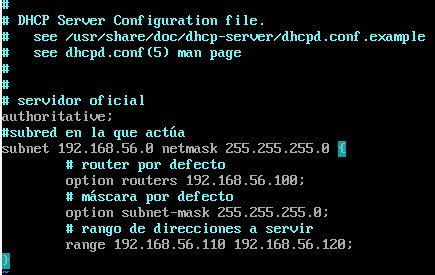 #
# DHCP Server Configuration file.
#   see /usr/share/doc/dhcp-server/dhcpd.conf.example
#   see dhcpd.conf(5) man page
#
#
# servidor oficial
authoritative;
#subred en la que actúa
subnet 192.168.56.0 netmask 255.255.255.0 {
        # router por defecto
        option routers 192.168.56.100;
        # máscara por defecto
        option subnet-mask 255.255.255.0;
        # rango de direcciones a servir
        range 192.168.56.110 192.168.56.120;
}
~